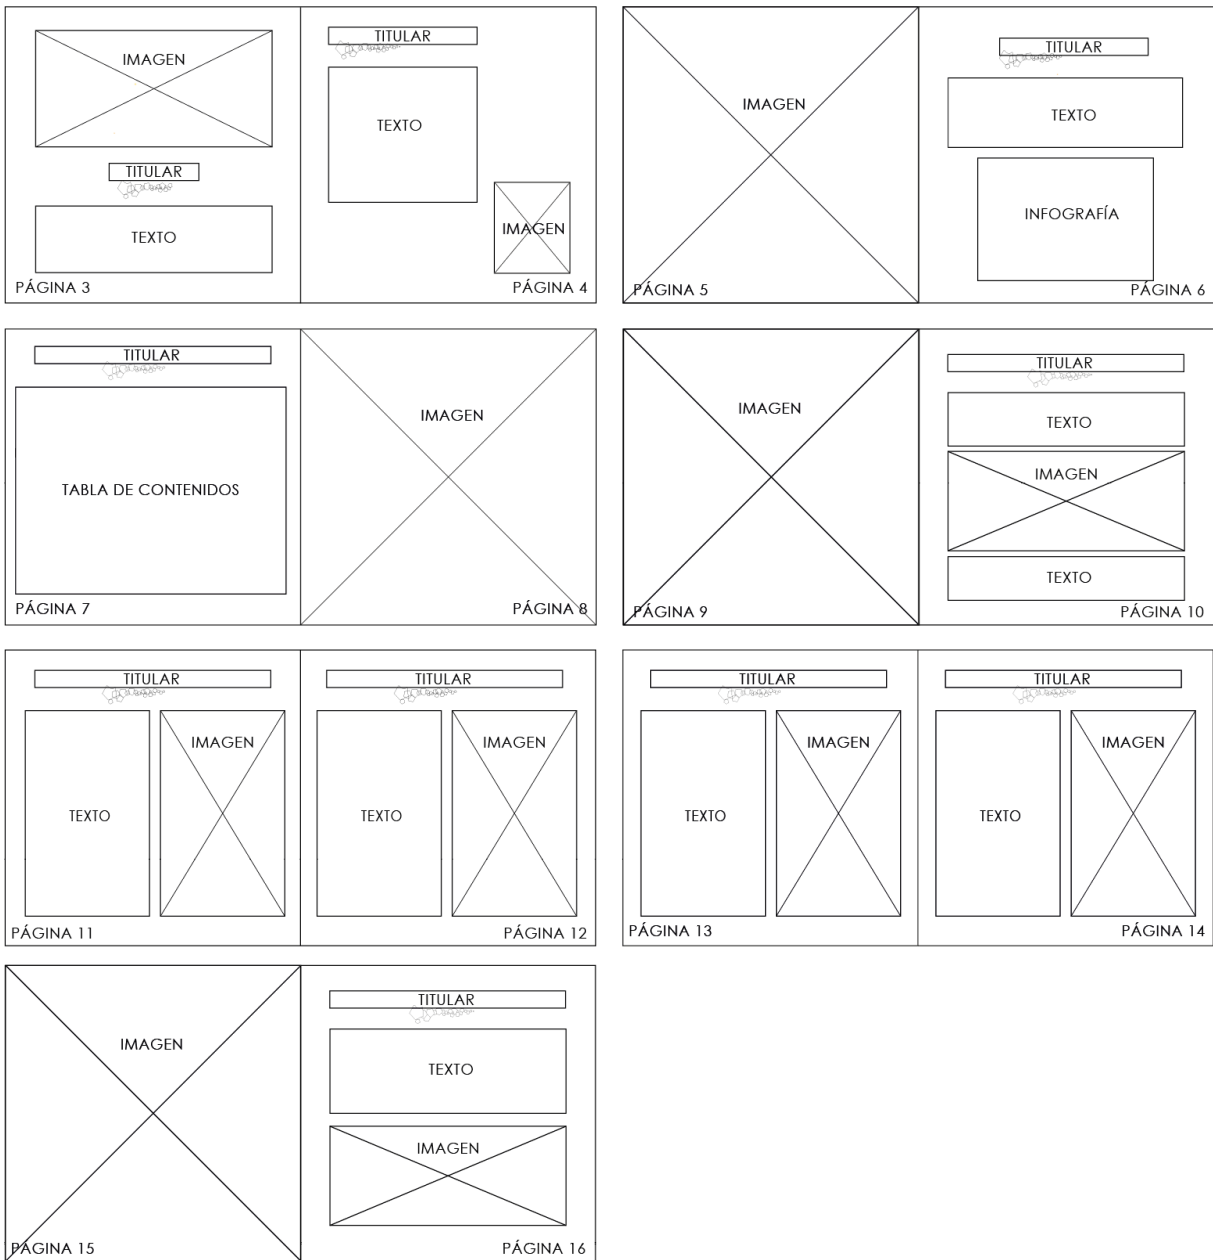 IMAGEN
TITULAR
TEXTO
PÁGINA 3
TITULAR
TEXTO
IMAGEN
PÁGINA 4
IMAGEN
PÁGINA 5
TITULAR
TEXTO
INFOGRAFÍA
PÁGINA 6
TITULAR
TABLA DE CONTENIDOS
PÁGINA 7
IMAGEN
PÁGINA 8
IMAGEN
PÁGINA 9
TITULAR
TEXTO
IMAGEN
TEXTO
PÁGINA 10
TITULAR
TEXTO
IMAGEN
PÁGINA 11
TITULAR
TEXTO
IMAGEN
PÁGINA 12
TITULAR
TEXTO
IMAGEN
PÁGINA 13
TITULAR
TEXTO
IMAGEN
PÁGINA 14
IMAGEN
PÁGINA 15
TITULAR
TEXTO
IMAGEN
PÁGINA 16